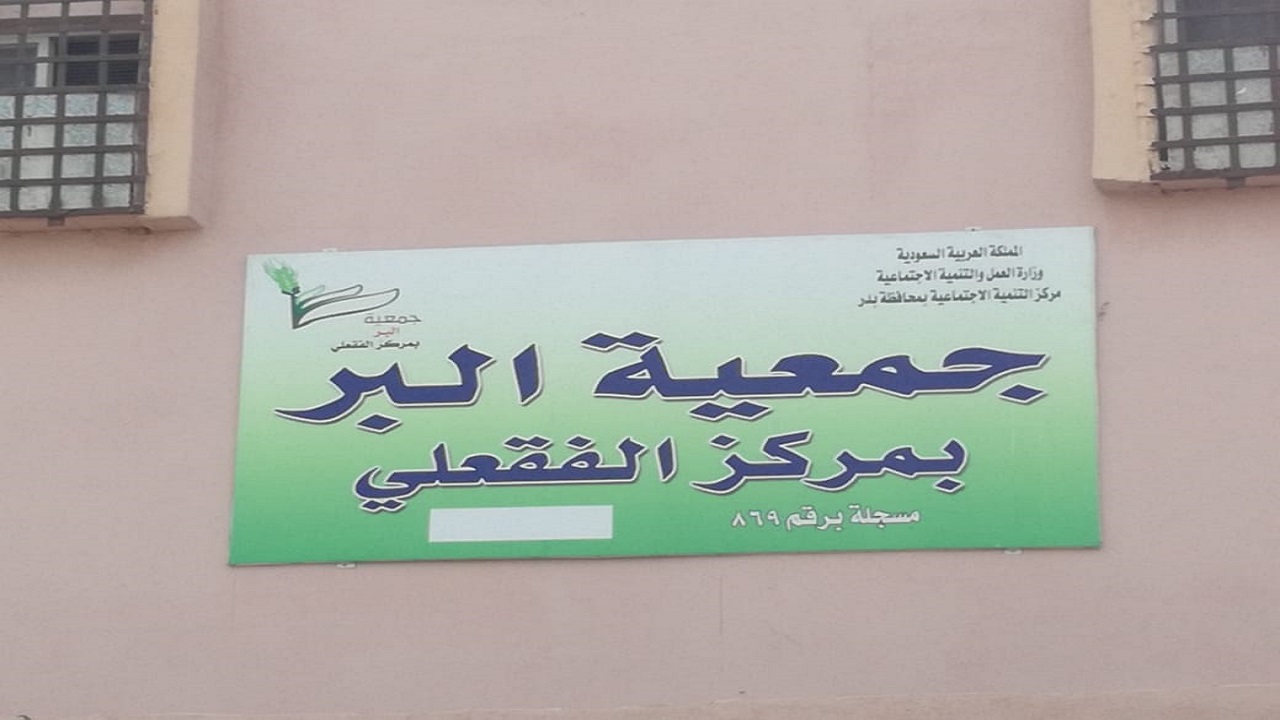 المملكة العربية السعودية
وزارة العمل والتنمية الاجتماعية
مركز التنمية الاجتماعية بمحافظة بدر
جمعية
البر
بمركز الفقعلي
جمعية البر
بمركز الفقعلي
مسجلة برقم ٨٦٩